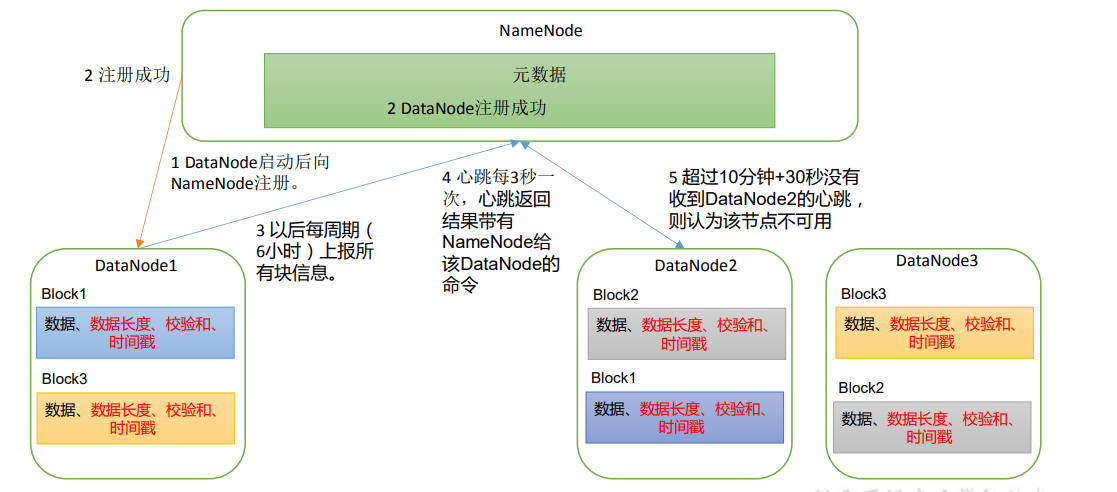 NameNode
元数据
2 DataNode注册成功
2 注册成功
1 DataNode启动后向
NameNode注册。
3 以后每周期（
6小时）上报所
有块信息。
4 心跳每3秒一
次，心跳返回
结果带有
NameNode给
该DataNode的
命令
5 超过10分钟+30秒没有
收到DataNode2的心跳，
则认为该节点不可用
DataNode1
Block1
数据、数据长度、校验和、
时间戳
Block3
数据、数据长度、校验和、
时间戳
DataNode2
Block2
数据、数据长度、校验和、
时间戳
Block1
数据、数据长度、校验和、
时间戳
DataNode3
Block3
数据、数据长度、校验和、
时间戳
Block2
数据、数据长度、校验和、
时间戳